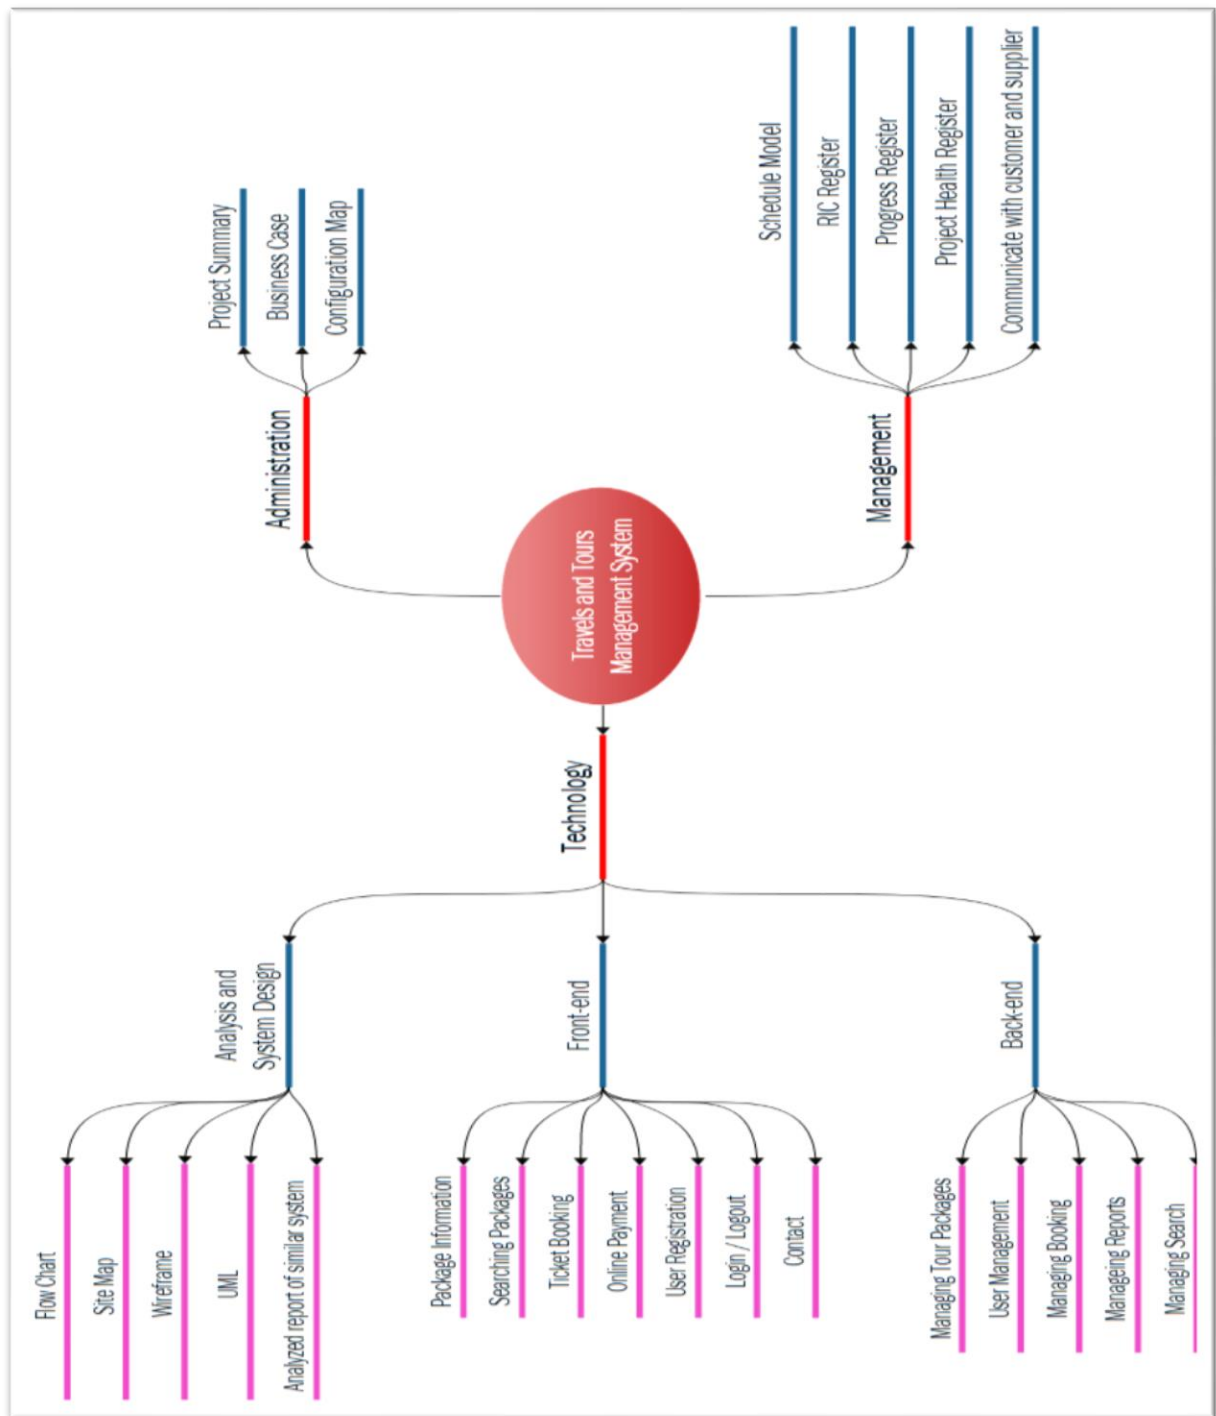 Travels and Tours
Management System
Administration
Project Summary
Business Case
Configuration Map
Management
Schedule Model
RIC Register
Progress Register
Project Health Register
Communicate with customer and supplier
Technology
Analysis and
System Design
Flow Chart
Site Map
Wireframe
UML
Analyzed report of similar system
Front-end
Package Information
Searching Packages
Ticket Booking
Online Payment
User Registration
Login / Logout
Contact
Back-end
Managing Tour Packages
User Management
Managing Booking
Manageing Reports
Managing Search